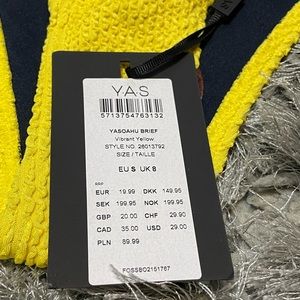 Y.A.S
5713754763132
YASOAHU BRIEF
Vibrant Yellow
STYLE NO. 26013792
SIZE / TAILLE
EU S UK 8
RRP
EUR 19.99 DKK 149.95
SEK 199.95 NOK 199.95
GBP 20.00 CHF 29.90
CAD 35.00 USD 29.00
PLN 89.99
FOSSBO2151767